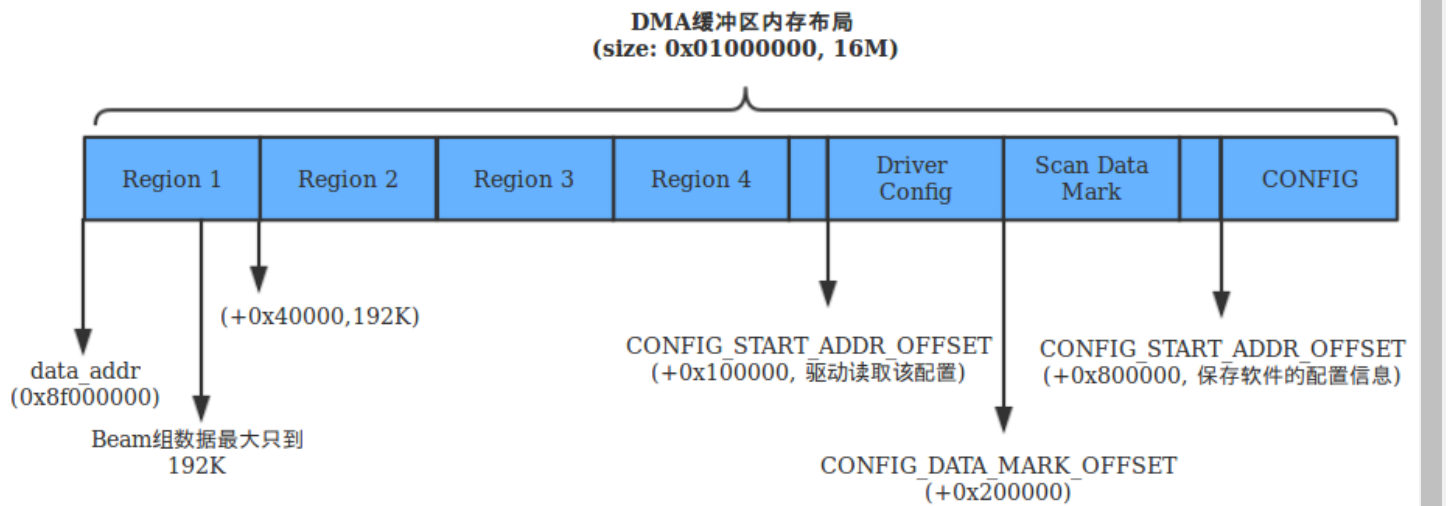 DMA缓冲区内存布局
(size: 0x01000000, 16M)
Region 1
Region 2
Region 3
Region 4
Driver
Config
Scan Data
Mark
CONFIG
(+0x40000,192K)
data_addr
(0x8f000000)
Beam组数据最大只到
192K
CONFIG_START_ADDR_OFFSET
(+0x100000, 驱动读取该配置)
CONFIG_START_ADDR_OFFSET
(+0x800000, 保存软件的配置信息)
CONFIG_DATA_MARK_OFFSET
(+0x200000)